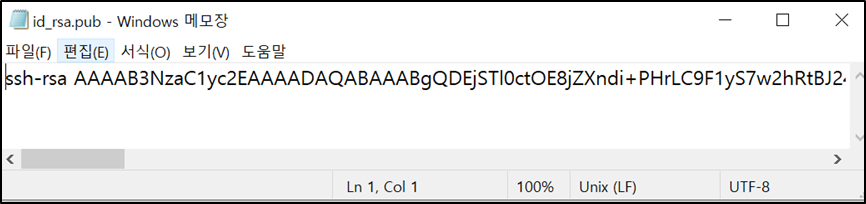 id_rsa.pub - Windows 메모장
파일(F) 편집(E) 서식(O) 보기(V) 도움말
ssh-rsa AAAAB3NzaC1yc2EAAAADAQABAAABgQDEjSTl0ctOE8jZXndi+PHrLC9F1yS7w2hRtBJ24
Ln 1, Col 1 100% Unix (LF) UTF-8